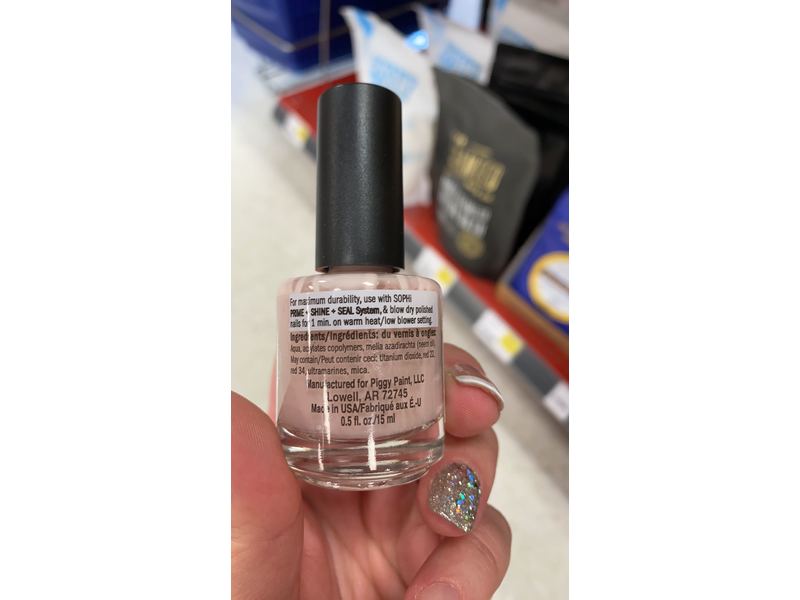 For maximum durability, use with SOPHi
PRIME + SHINE + SEAL System, & blow dry polished
nails for 1 min. on warm heat/low blower setting.
Ingredients/Ingrédients: du vernis à ongles:
Aqua, acrylates copolymers, melia azadirachta (neem oil).
May contain/Peut contenir ceci: titanium dioxide, red 22,
red 34, ultramarines, mica.
Manufactured for Piggy Paint, LLC
Lowell, AR 72745
Made in USA/Fabriqué aux É.-U
0.5 fl. oz./15 ml